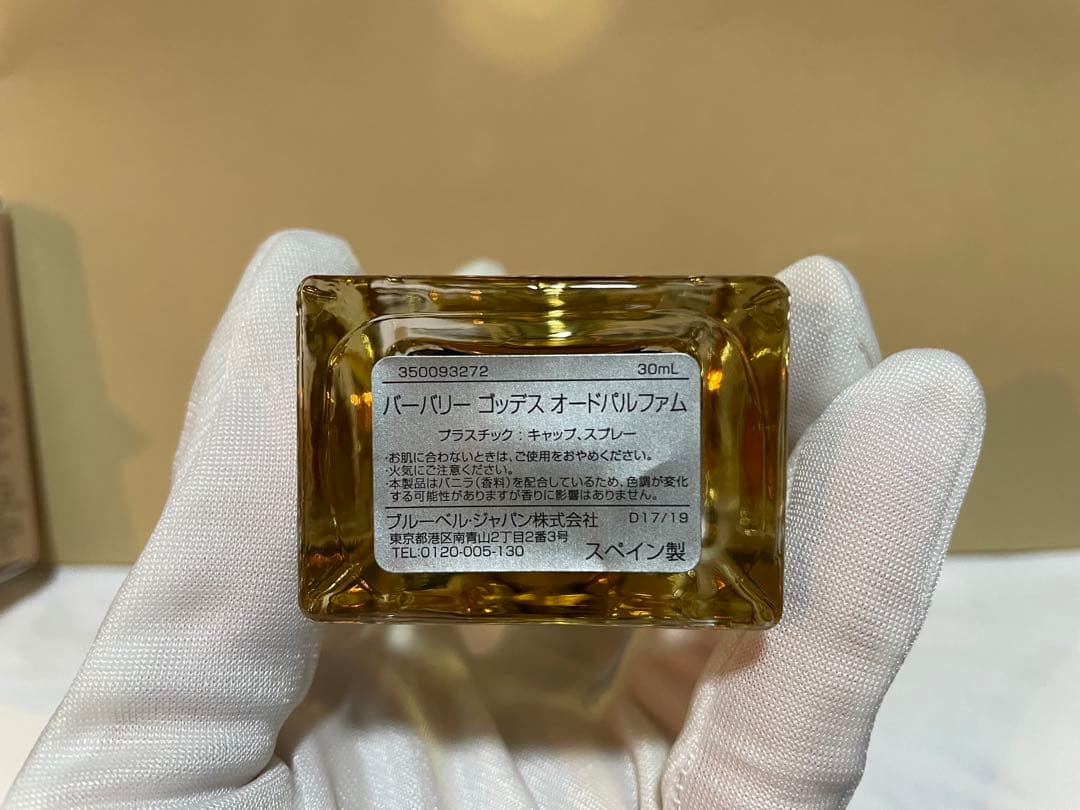 350093272 30mL
バーバリー ゴッデス オードパルファム
プラスチック：キャップ、スプレー
・お肌に合わないときは、ご使用をおやめください。
・火気にご注意ください。
・本製品はバニラ（香料）を配合しているため、色調が変化
する可能性がありますが香りに影響はありません。
ブルーベル・ジャパン株式会社 D17/19
東京都港区南青山2丁目2番3号
TEL:0120-005-130 スペイン製